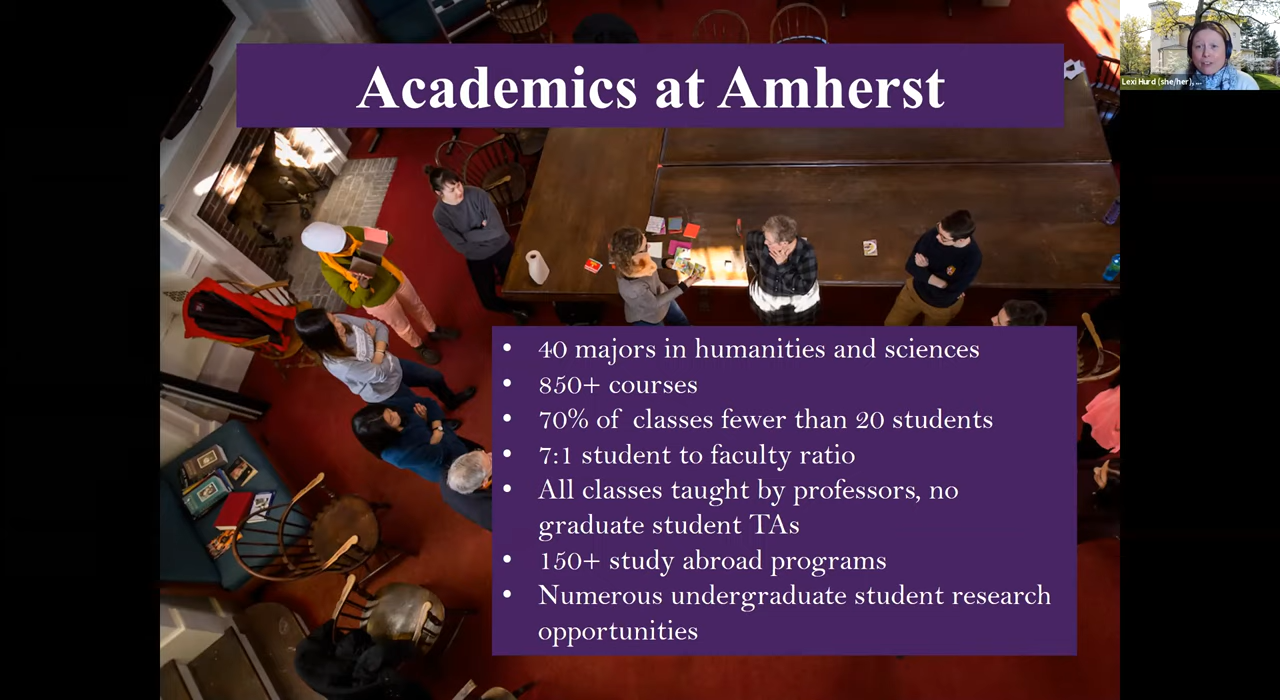 Academics at Amherst
Lexi Hurd (she/her), ...
• 40 majors in humanities and sciences
• 850+ courses
• 70% of classes fewer than 20 students
• 7:1 student to faculty ratio
• All classes taught by professors, no
graduate student TAs
• 150+ study abroad programs
• Numerous undergraduate student research
opportunities